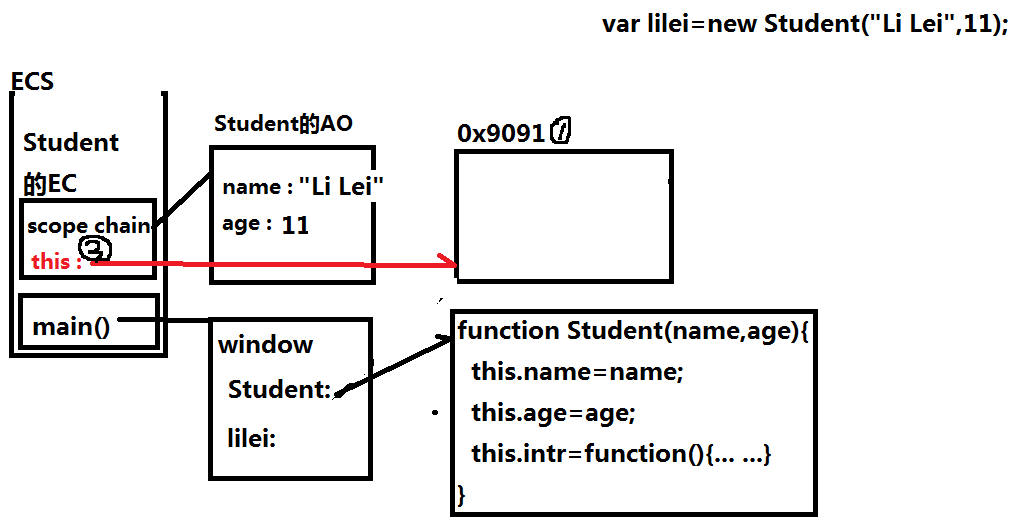 var lilei=new Student("Li Lei",11);
ECS
Student
的EC
scope chain
this : ③
main()
Student的AO
name : "Li Lei"
age : 11
0x9091①
window
Student:
lilei:
function Student(name,age){
this.name=name;
this.age=age;
this.intr=function(){... ...}
}